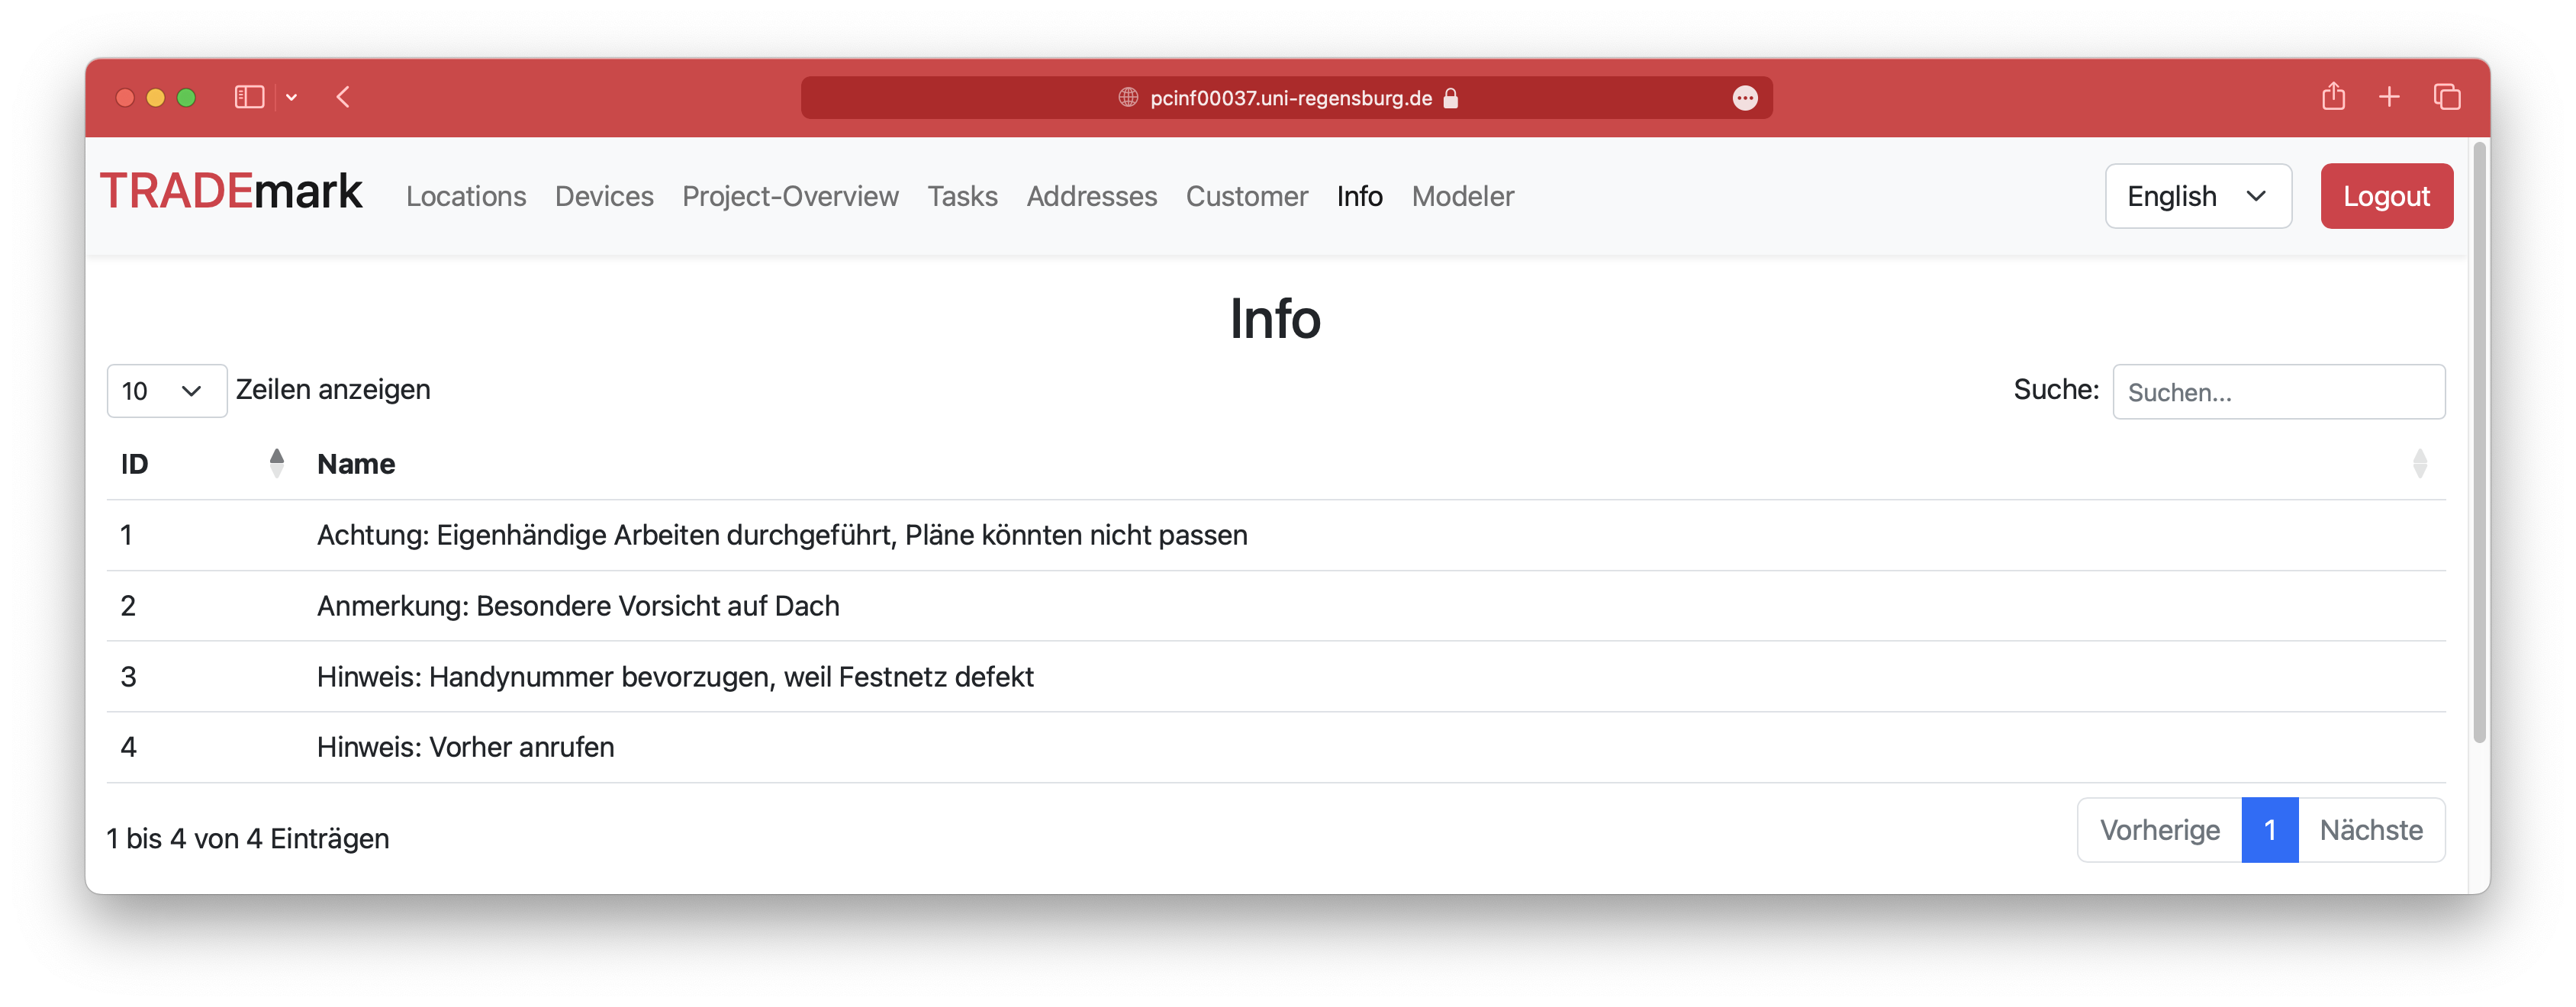 pcinf00037.uni-regensburg.de
TRADEmark Locations Devices Project-Overview Tasks Addresses Customer Info Modeler English Logout
Info
10 Zeilen anzeigen Suche: Suchen...
ID Name
1 Achtung: Eigenhändige Arbeiten durchgeführt, Pläne könnten nicht passen
2 Anmerkung: Besondere Vorsicht auf Dach
3 Hinweis: Handynummer bevorzugen, weil Festnetz defekt
4 Hinweis: Vorher anrufen
1 bis 4 von 4 Einträgen Vorherige 1 Nächste